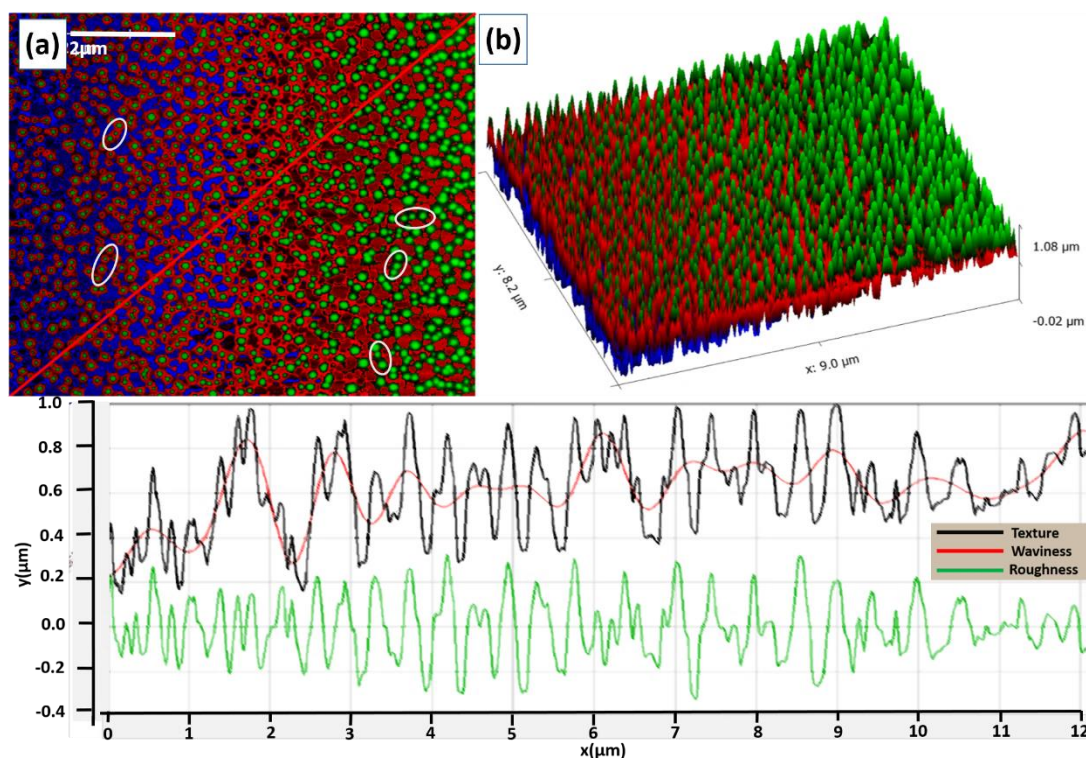 (a)
22µm
(b)
1.08 µm
-0.02 µm
y: 8.2 µm
x: 9.0 µm
1.0
0.8
0.6
0.4
0.2
0.0
-0.2
-0.4
y(µm)
Texture
Waviness
Roughness
0 1 2 3 4 5 6 7 8 9 10 11 12
x(µm)